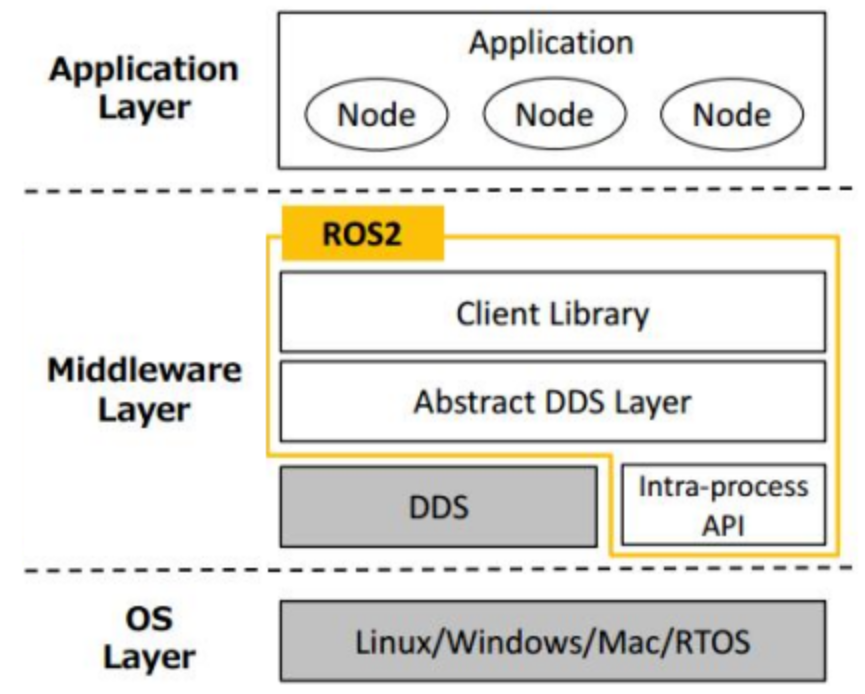 Application
Layer
Application
Node Node Node
ROS2
Client Library
Middleware
Layer
Abstract DDS Layer
DDS
Intra-process
API
OS
Layer
Linux/Windows/Mac/RTOS